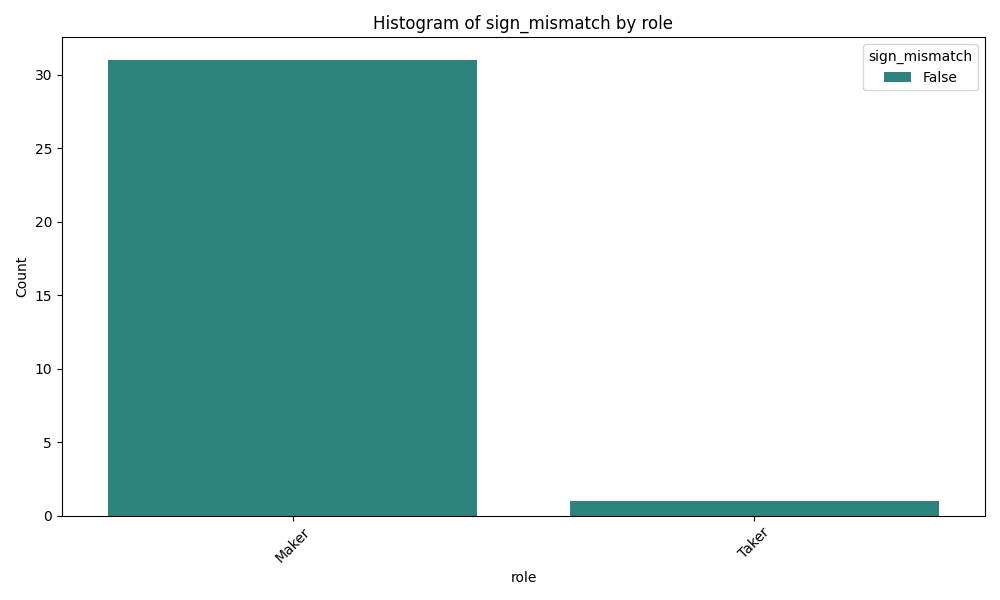 Histogram of sign_mismatch by role
sign_mismatch
False
30
25
20
15
10
5
0
Count
Maker
Taker
role